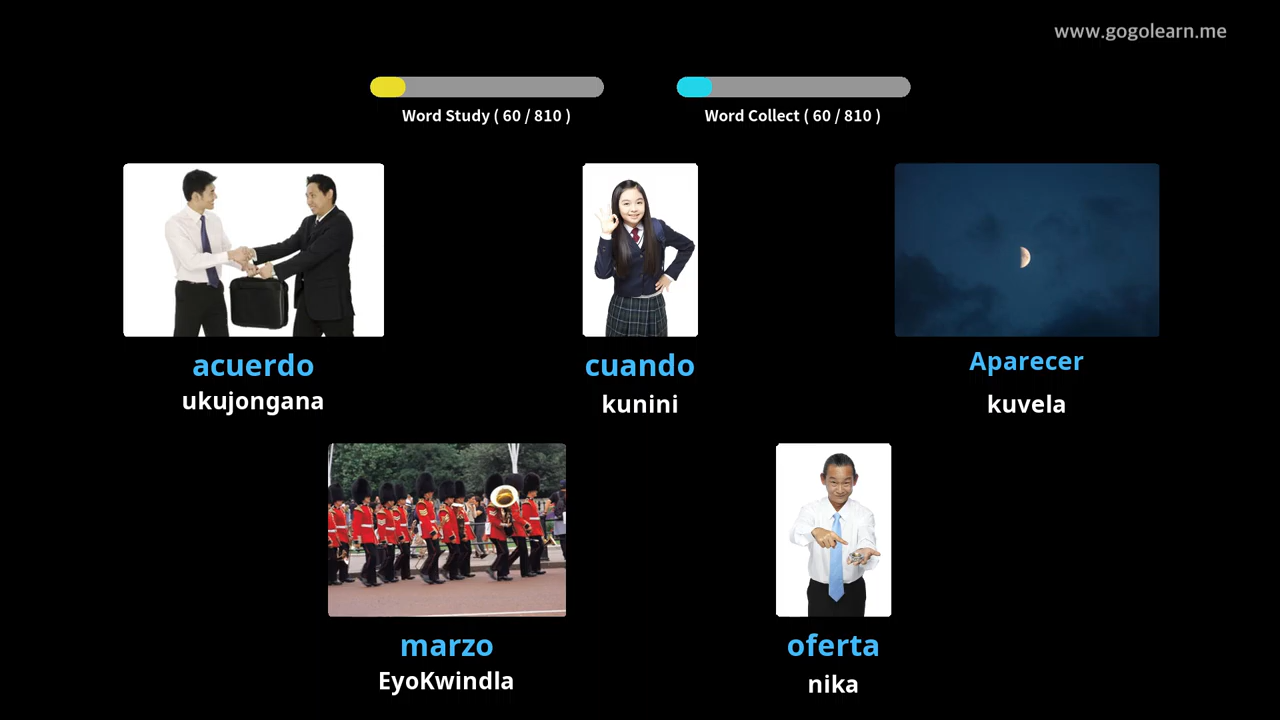 www.gogolearn.me
Word Study ( 60 / 810 )
Word Collect ( 60 / 810 )
acuerdo
ukujongana
cuando
kunini
Aparecer
kuvela
marzo
EyoKwindla
oferta
nika